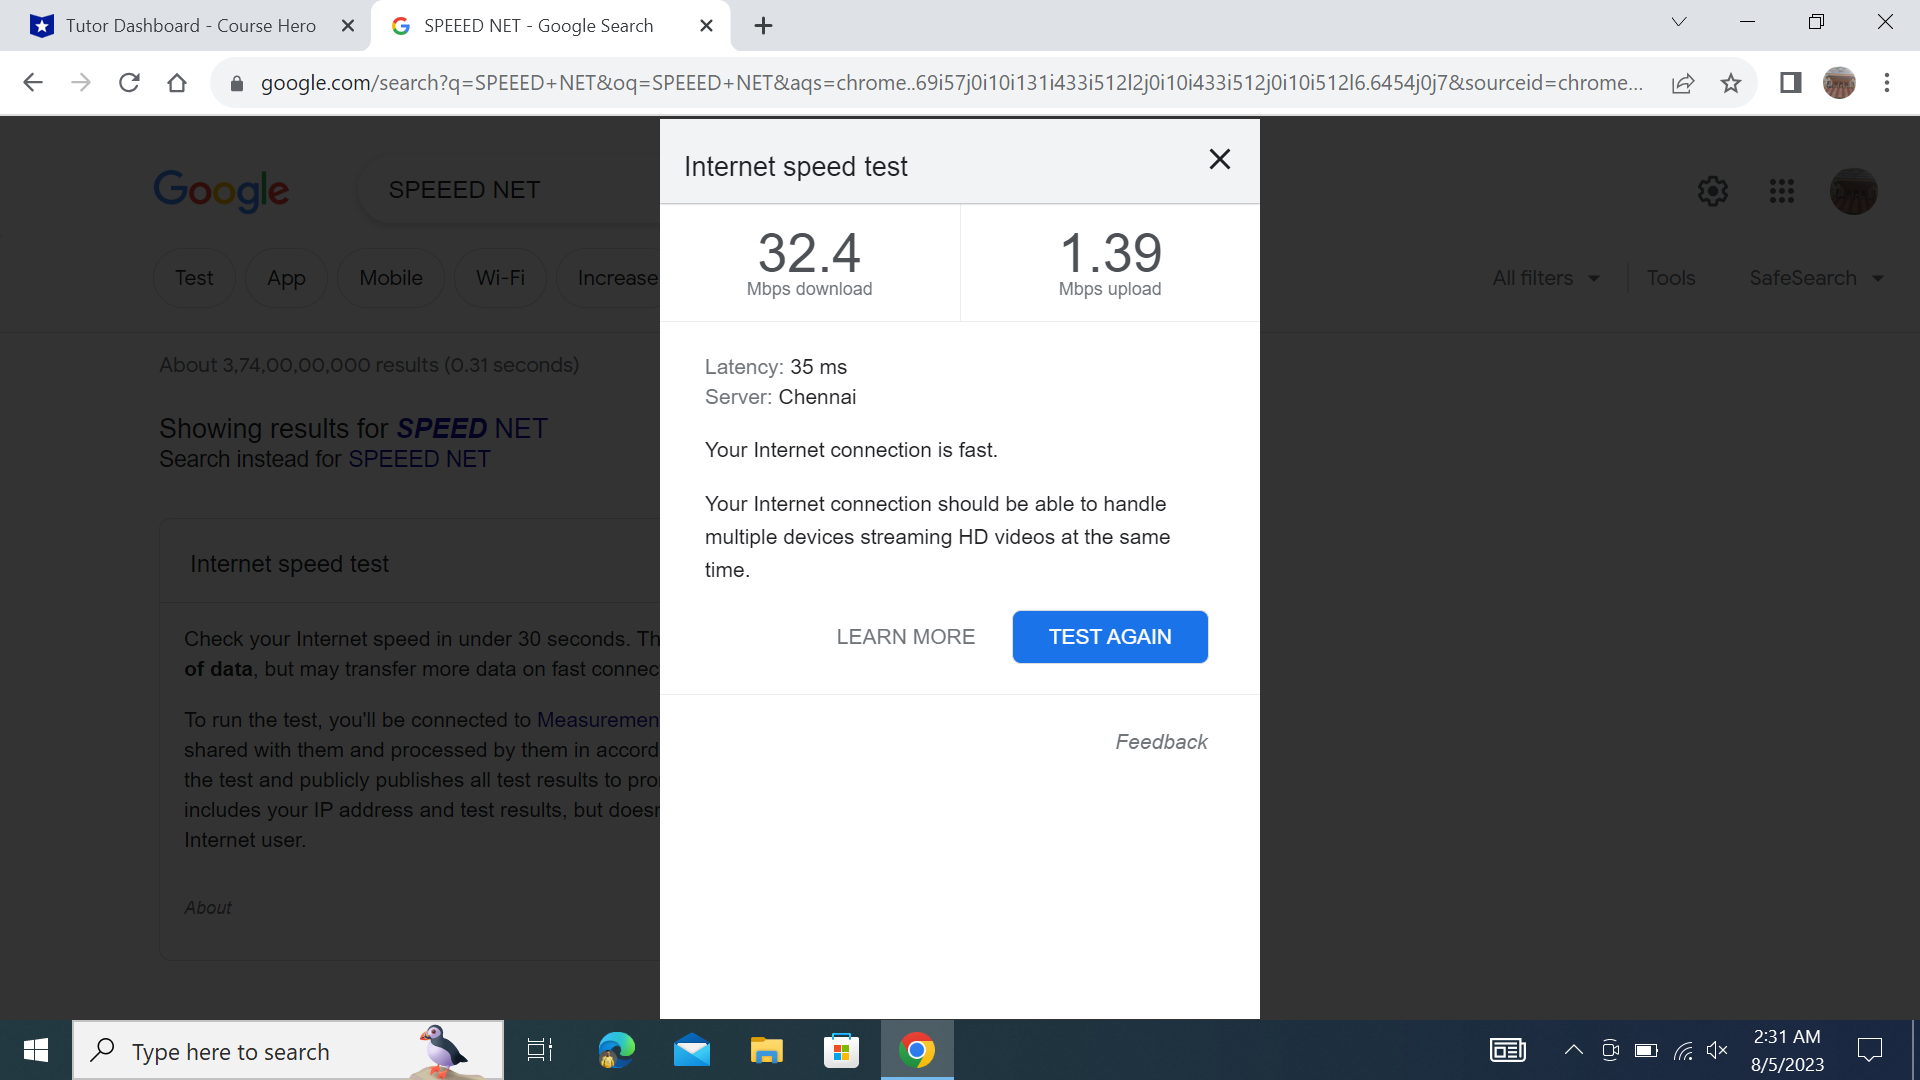 Tutor Dashboard - Course Hero
SPEEED NET - Google Search
google.com/search?q=SPEEED+NET&oq=SPEEED+NET&aqs=chrome..69i57j0i10i131i433i512l2j0i10i433i512j0i10i512l6.6454j0j7&sourceid=chrome...
Google
SPEEED NET
Test
App
Mobile
Wi-Fi
Increase
All filters
Tools
SafeSearch
About 3,74,00,00,000 results (0.31 seconds)
Showing results for SPEED NET
Search instead for SPEEED NET
Internet speed test
Check your Internet speed in under 30 seconds. Th
of data, but may transfer more data on fast connec
To run the test, you'll be connected to Measuremen
shared with them and processed by them in accord
the test and publicly publishes all test results to pro
includes your IP address and test results, but doesn
Internet user.
About
Internet speed test
32.4
Mbps download
1.39
Mbps upload
Latency: 35 ms
Server: Chennai
Your Internet connection is fast.
Your Internet connection should be able to handle
multiple devices streaming HD videos at the same
time.
LEARN MORE
TEST AGAIN
Feedback
Type here to search
2:31 AM
8/5/2023